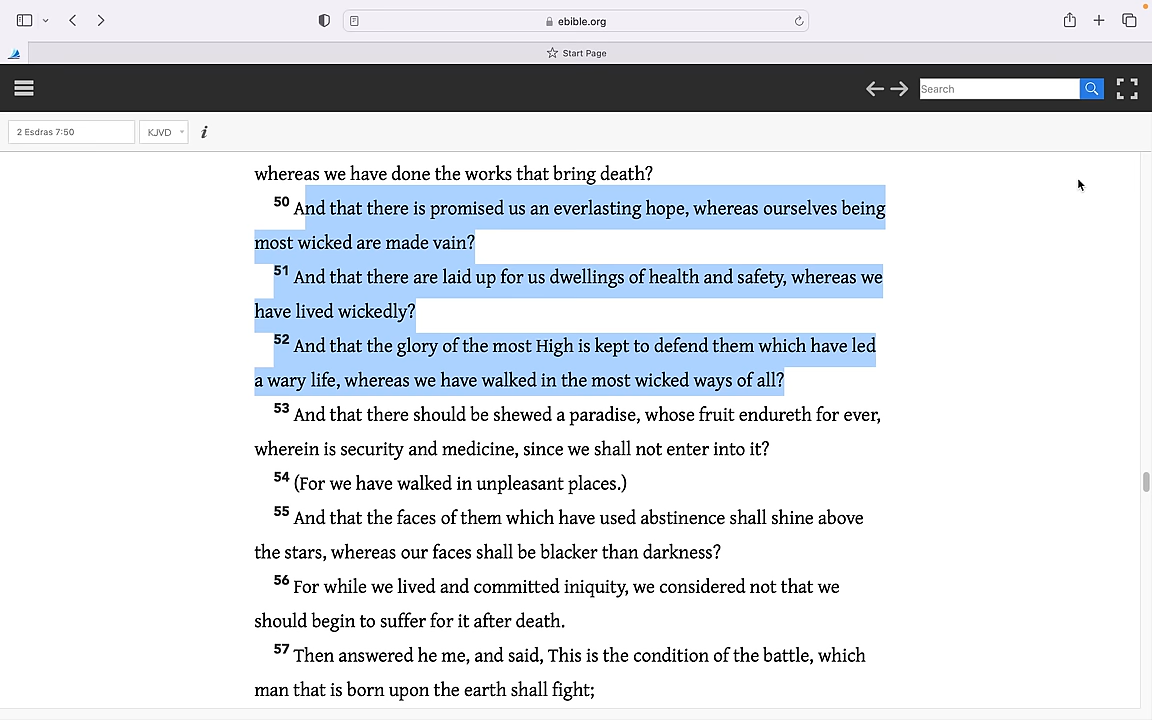 ebible.org
Start Page
Search
2 Esdras 7:50
KJVD
i
whereas we have done the works that bring death?
50 And that there is promised us an everlasting hope, whereas ourselves being
most wicked are made vain?
51 And that there are laid up for us dwellings of health and safety, whereas we
have lived wickedly?
52 And that the glory of the most High is kept to defend them which have led
a wary life, whereas we have walked in the most wicked ways of all?
53 And that there should be shewed a paradise, whose fruit endureth for ever,
wherein is security and medicine, since we shall not enter into it?
54 (For we have walked in unpleasant places.)
55 And that the faces of them which have used abstinence shall shine above
the stars, whereas our faces shall be blacker than darkness?
56 For while we lived and committed iniquity, we considered not that we
should begin to suffer for it after death.
57 Then answered he me, and said, This is the condition of the battle, which
man that is born upon the earth shall fight;